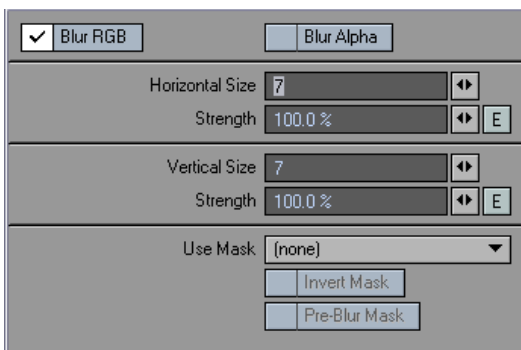 Blur RGB Blur Alpha
Horizontal Size 7
Strength 100.0 % E
Vertical Size 7
Strength 100.0 % E
Use Mask (none)
Invert Mask
Pre-Blur Mask